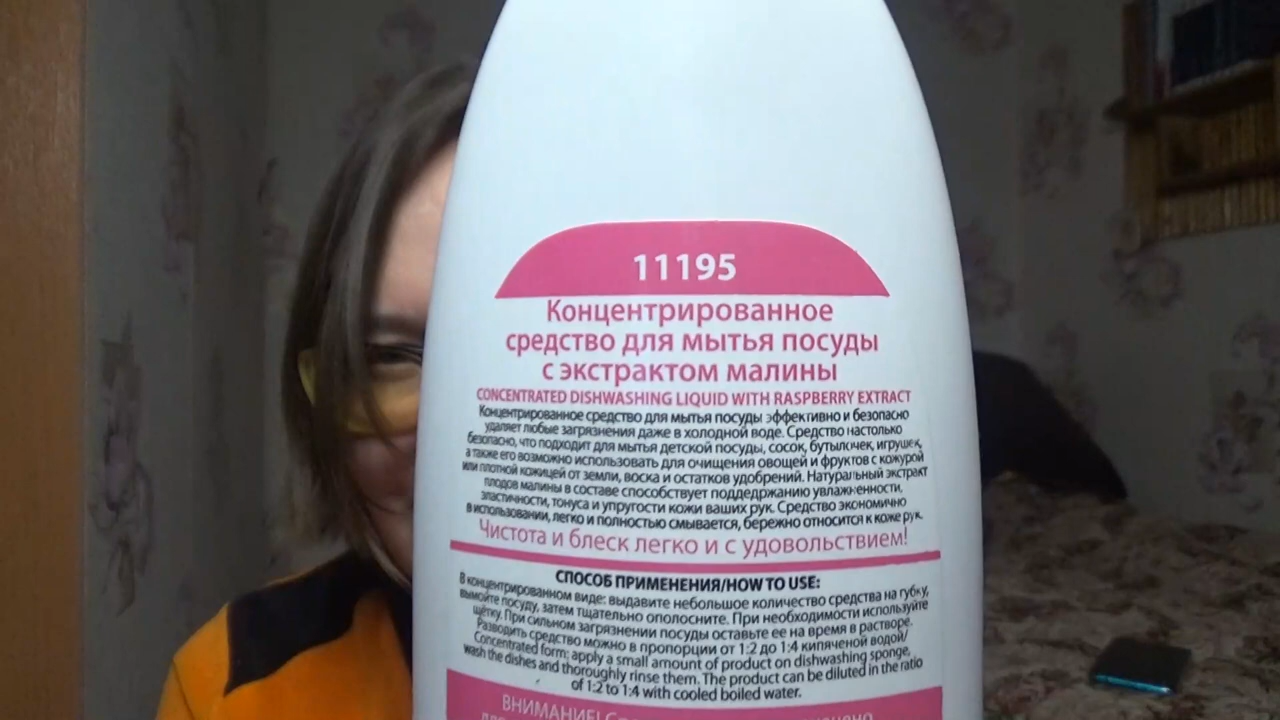 11195
Концентрированное
средство для мытья посуды
с экстрактом малины
CONCENTRATED DISHWASHING LIQUID WITH RASPBERRY EXTRACT
Концентрированное средство для мытья посуды эффективно и безопасно
удаляет любые загрязнения даже в холодной воде. Средство настолько
безопасно, что подходит для мытья детской посуды, сосок, бутылочек, игрушек,
а также его возможно использовать для очищения овощей и фруктов с кожурой
или плотной кожицей от земли, воска и остатков удобрений. Натуральный экстракт
плодов малины в составе способствует поддержанию увлажненности,
эластичности, тонуса и упругости кожи ваших рук. Средство экономично
в использовании, легко и полностью смывается, бережно относится к коже рук.
Чистота и блеск легко и с удовольствием!
СПОСОБ ПРИМЕНЕНИЯ/HOW TO USE:
В концентрированном виде: выдавите небольшое количество средства на губку,
вымойте посуду, затем тщательно ополосните. При необходимости используйте
щётку. При сильном загрязнении посуды оставьте ее на время в растворе.
Разводить средство можно в пропорции от 1:2 до 1:4 кипяченой водой/
Concentrated form: apply a small amount of product on dishwashing sponge,
wash the dishes and thoroughly rinse them. The product can be diluted in the ratio
of 1:2 to 1:4 with cooled boiled water.
ВНИМАНИЕ!